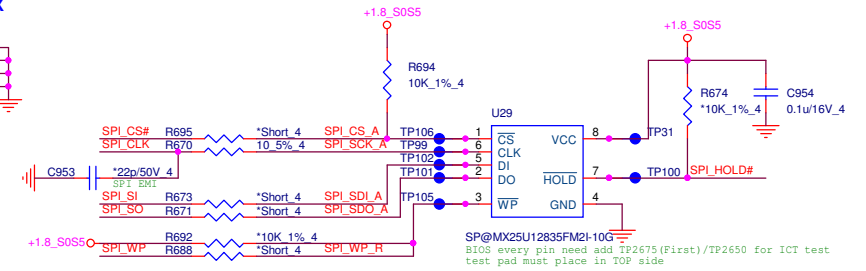 +1.8_S0S5
+1.8_S0S5
R694
10K_1%_4
R674
*10K_1%_4
C954
0.1u/16V_4
U29
SPI_CS# R695 *Short_4 SPI_CS_A TP106 1 CS VCC 8 TP31
SPI_CLK R670 10_5%_4 SPI_SCK_A TP99 6 CLK
TP102 5 DI
C953 *22p/50V_4 TP101 2 DO HOLD 7 TP100 SPI_HOLD#
SPI EMI
SPI_SI R673 *Short_4 SPI_SDI_A TP105 3 WP GND 4
SPI_SO R671 *Short_4 SPI_SDO_A
+1.8_S0S5 R692 *10K_1%_4
SPI_WP R688 *Short_4 SPI_WP_R
SP@MX25U12835FM2I-10G
BIOS every pin need add TP2675(First)/TP2650 for ICT test
test pad must place in TOP side